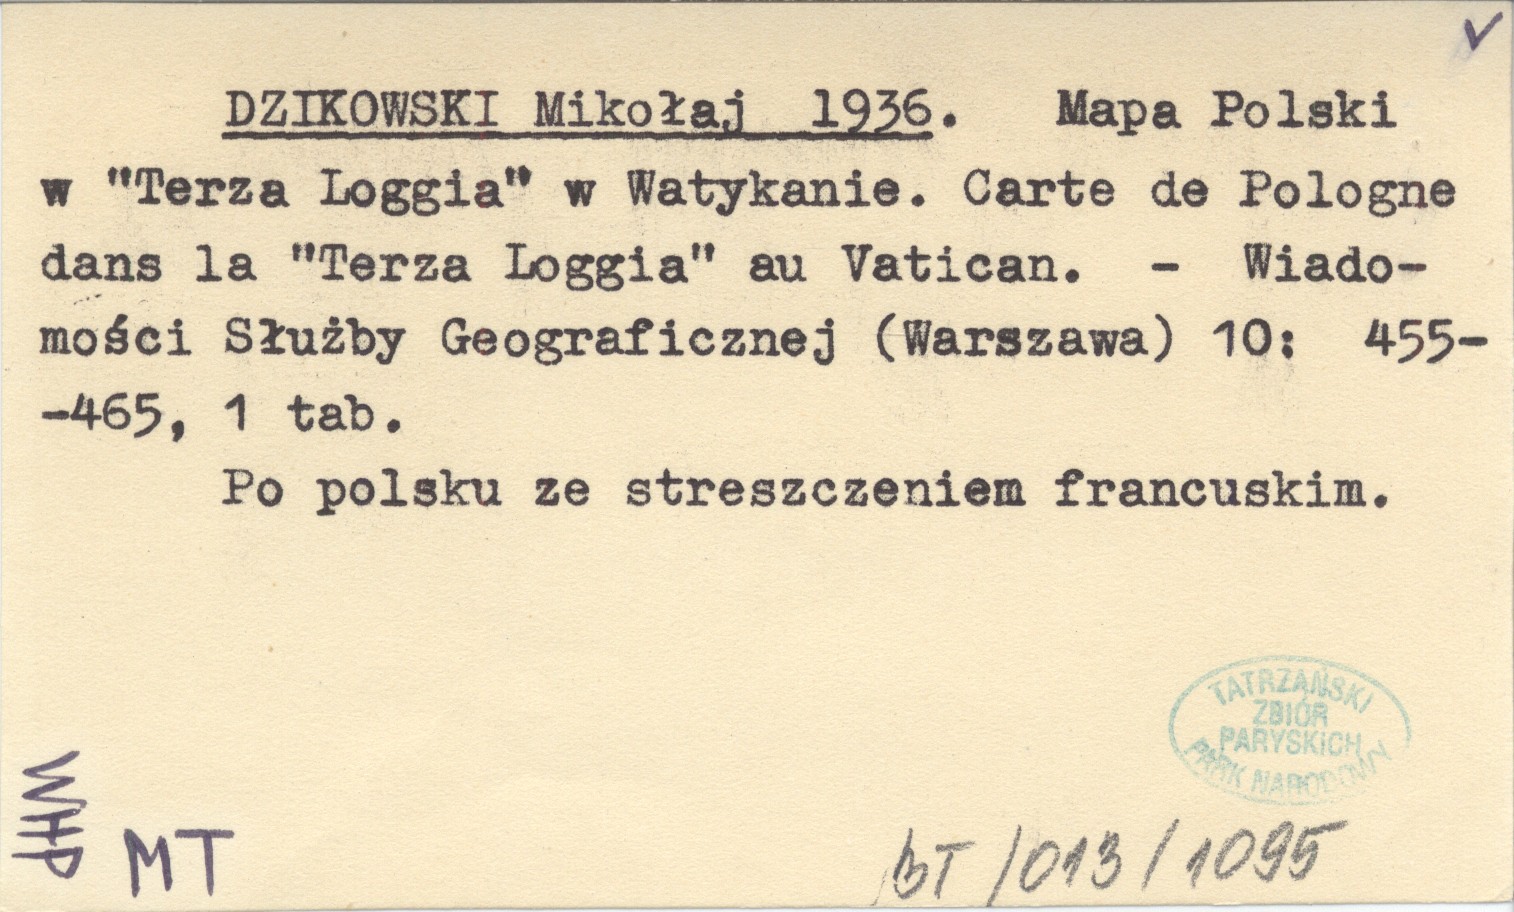 DZIKOWSKI Mikołaj 1936. Mapa Polski
w "Terza Loggia" w Watykanie. Carte de Pologne
dans la "Terza Loggia" au Vatican. - Wiado-
mości Służby Geograficznej (Warszawa) 10: 455-
-465, 1 tab.
Po polsku ze streszczeniem francuskim.
TATRZAŃSKI
ZBIÓR
PARYSKICH
PARK NARODOWY
WHP
MT
BT/013/1095